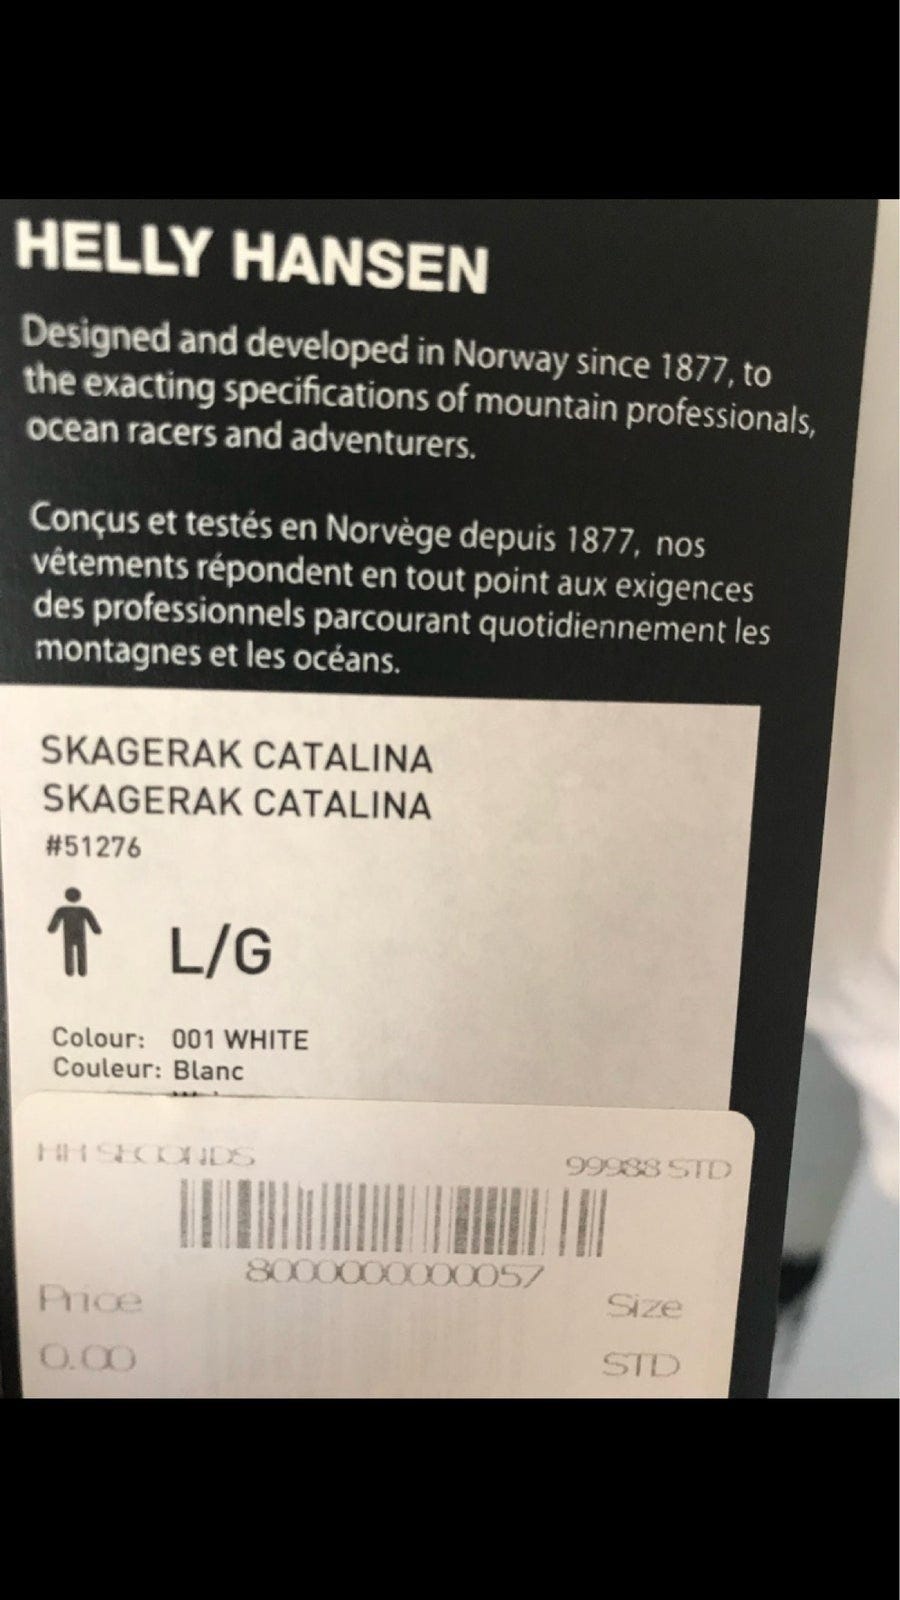 HELLY HANSEN
Designed and developed in Norway since 1877, to
the exacting specifications of mountain professionals,
ocean racers and adventurers.
Conçus et testés en Norvège depuis 1877, nos
vêtements répondent en tout point aux exigences
des professionnels parcourant quotidiennement les
montagnes et les océans.
SKAGERAK CATALINA
SKAGERAK CATALINA
#51276
L/G
Colour: 001 WHITE
Couleur: Blanc
HH SECONDS 99988 STD
8000000000057
Price Size
0.00 STD